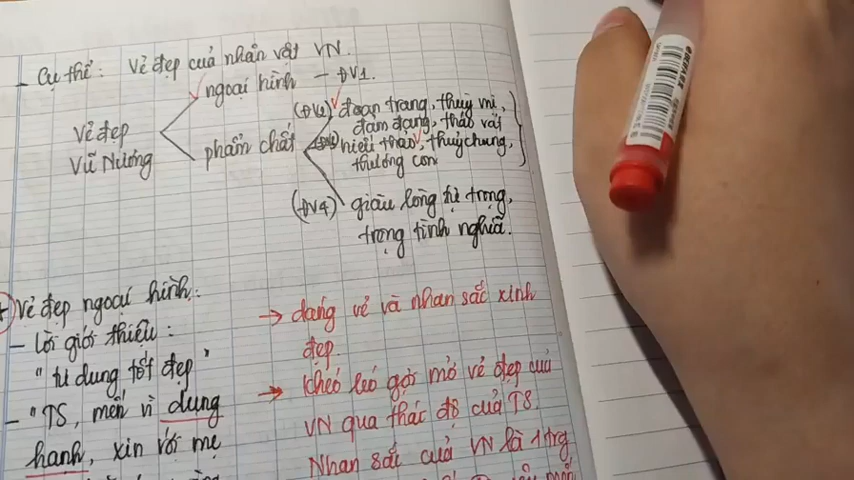 - Cụ thể: Vẻ đẹp của nhân vật VN.
Vẻ đẹp
Vũ Nương
ngoại hình - ĐV1.
phẩm chất
đoan trang, thuỳ mị,
đảm đang, tháo vát
hiếu thảo, thuỷ chung,
thương con
(ĐV4) giàu lòng tự trọng,
trọng tình nghĩa.
+ Vẻ đẹp ngoại hình:
- Lời giới thiệu:
"tư dung tốt đẹp"
- "TS, mến vì dung
hạnh, xin với mẹ
→ dáng vẻ và nhan sắc xinh
đẹp.
→ khéo léo gợi mở vẻ đẹp của
VN qua thái độ của TS.
Nhan sắc của VN là 1 trg